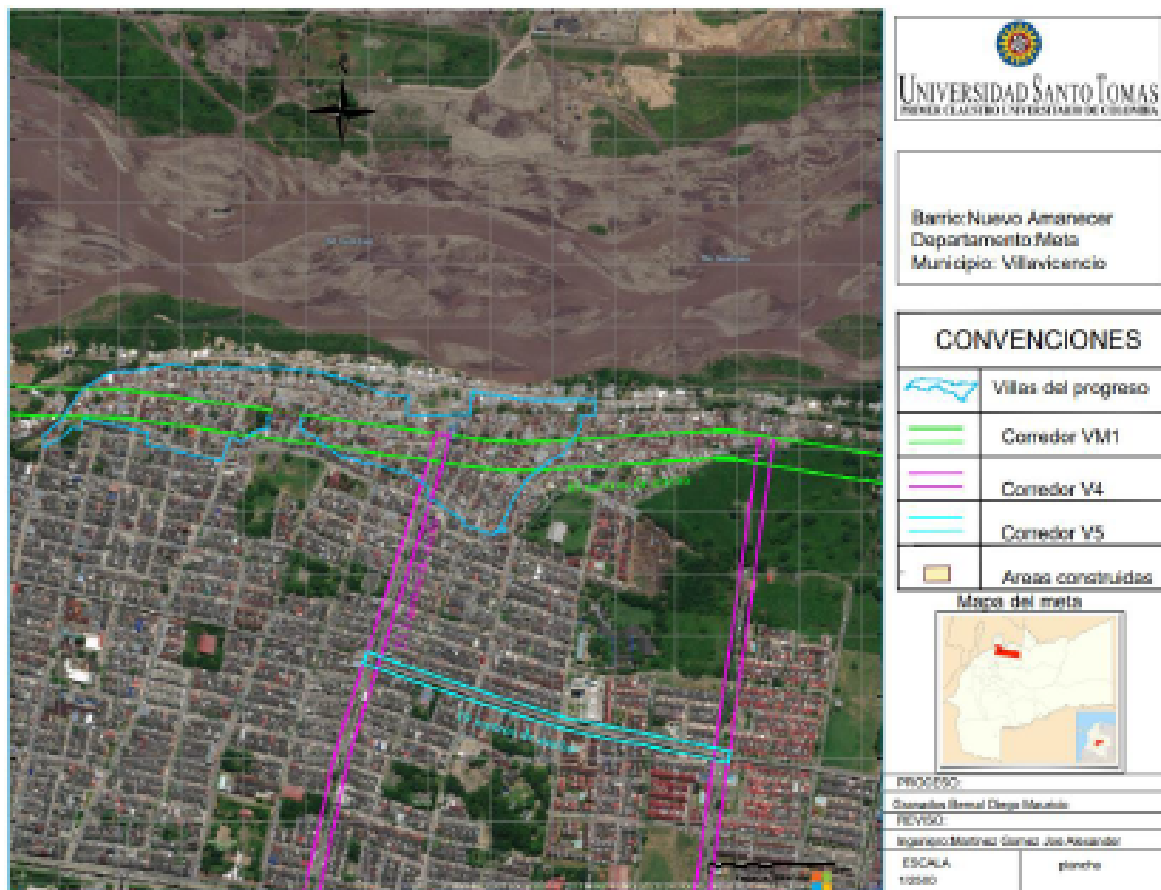 UNIVERSIDAD SANTO TOMAS
PRIMER CLAUSTRO UNIVERSITARIO DE COLOMBIA
Barrio:Nuevo Amanecer
Departamento:Meta
Municipio: Villavicencio
CONVENCIONES
Villas del progreso
Corredor VM1
Corredor V4
Corredor V5
Areas construidas
Mapa del meta
PROCESO:
Granados Bernal Diego Mauricio
REVISO:
Ingeniero:Martinez Gomez Jose Alexander
ESCALA
plancha